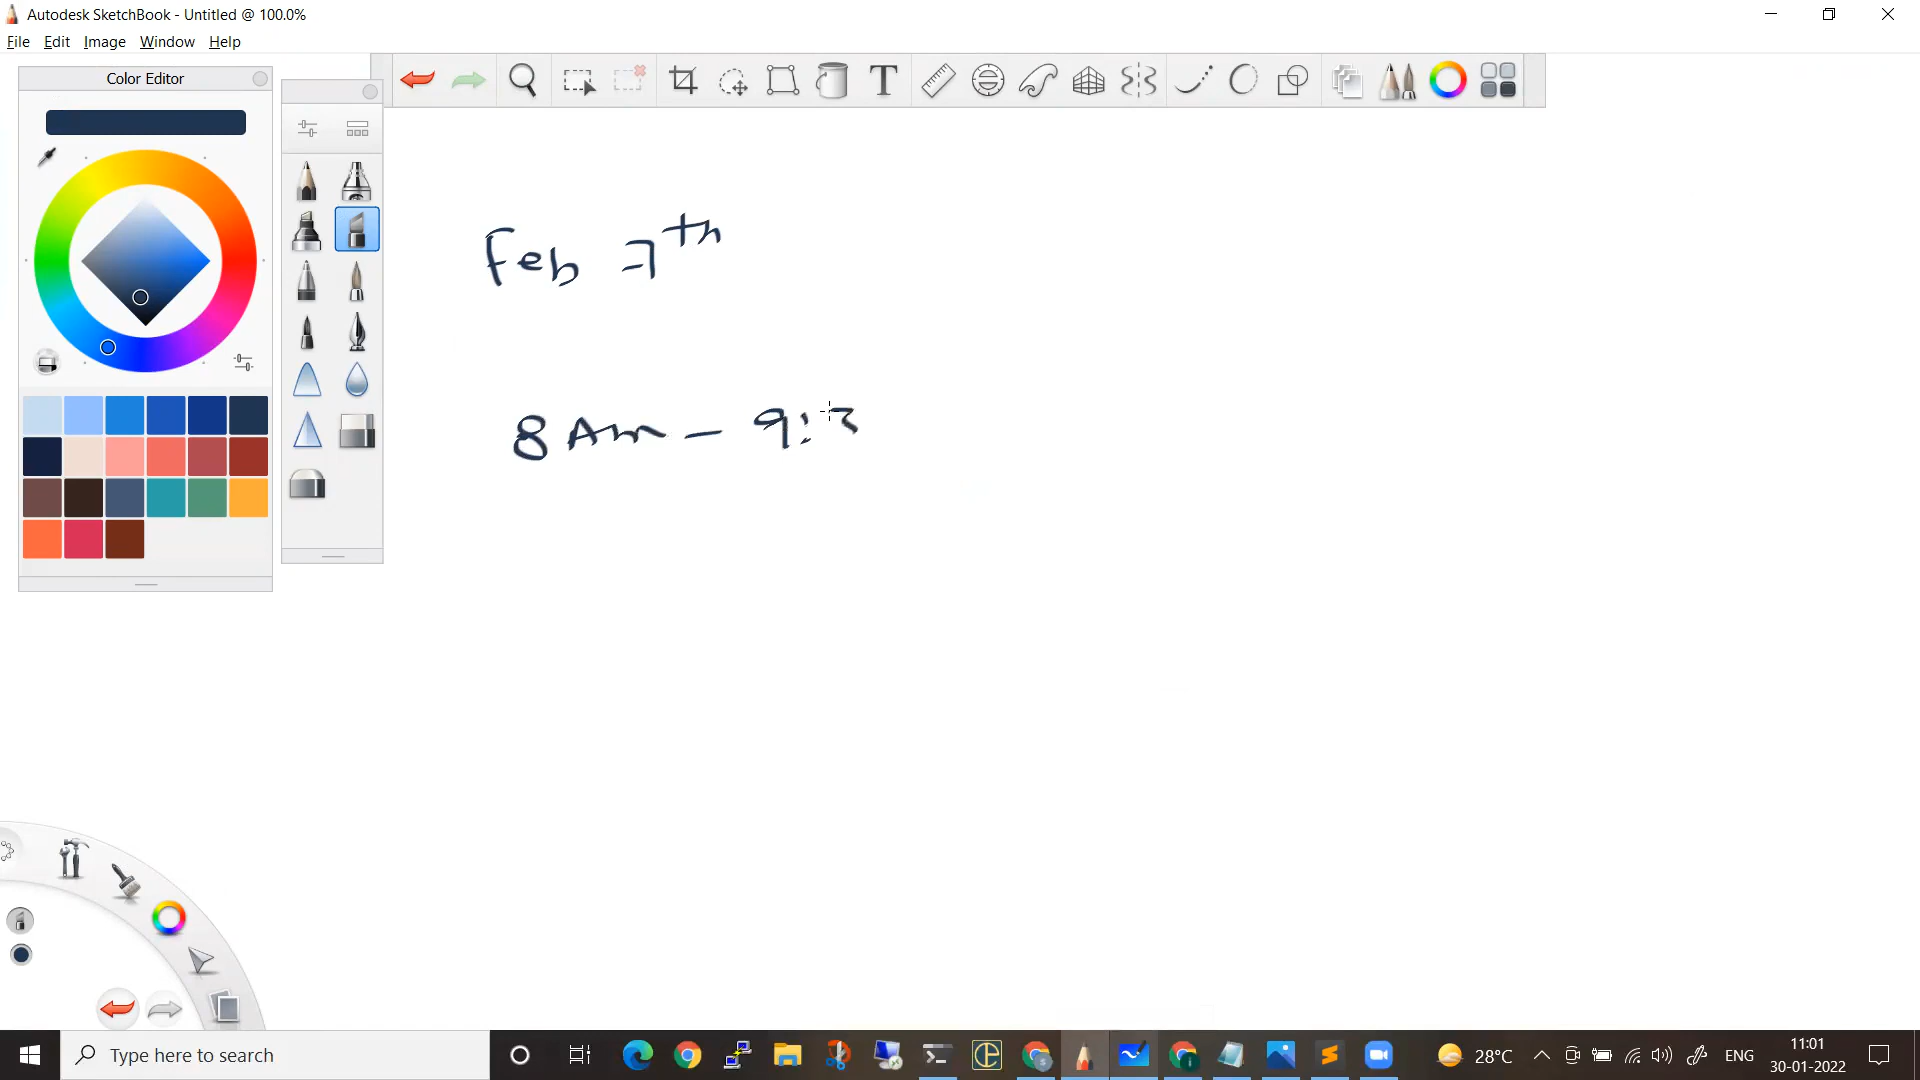 Autodesk SketchBook - Untitled @ 100.0%
File Edit Image Window Help
Color Editor
T
Feb 7th
8 Am - 9:3
Type here to search
28°C
ENG
11:01
30-01-2022